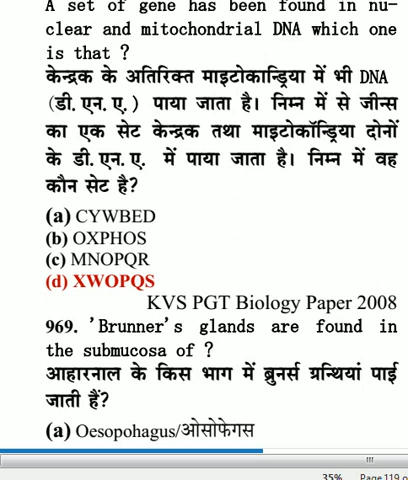 A set of gene has been found in nu-
clear and mitochondrial DNA which one
is that ?
केन्द्रक के अतिरिक्त माइटोकान्ड्रिया में भी DNA
(डी. एन. ए.) पाया जाता है। निम्न में से जीन्स
का एक सेट केन्द्रक तथा माइटोकॉन्ड्रिया दोनों
के डी. एन. ए. में पाया जाता है। निम्न में वह
कौन सेट है?
(a) CYWBED
(b) OXPHOS
(c) MNOPQR
(d) XWOPQS
KVS PGT Biology Paper 2008
969. 'Brunner's glands are found in
the submucosa of ?
आहारनाल के किस भाग में ब्रुनर्स ग्रन्थियां पाई
जाती हैं?
(a) Oesopohagus/ओसोफेगस
35% Page 119 o